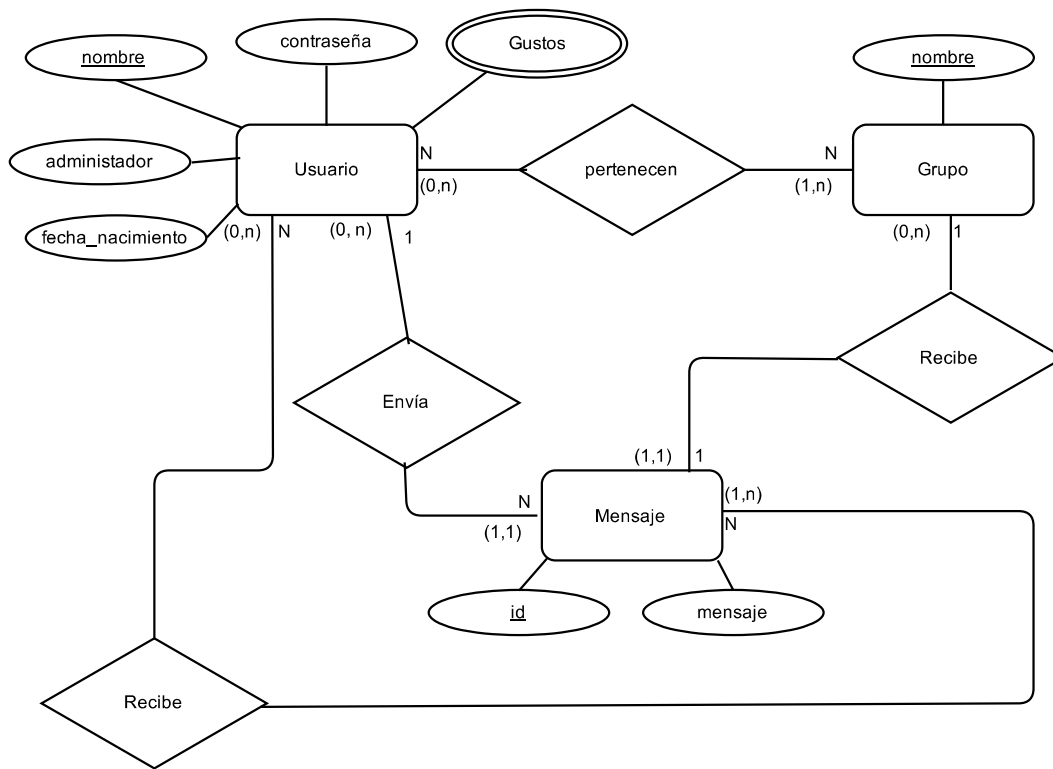 contraseña
Gustos
nombre
nombre
administador
Usuario
N
(0,n)
pertenecen
N
(1,n)
Grupo
fecha_nacimiento
(0,n)
N
(0, n)
1
(0,n)
1
Recibe
Envía
(1,1)
1
N
(1,1)
Mensaje
(1,n)
N
id
mensaje
Recibe